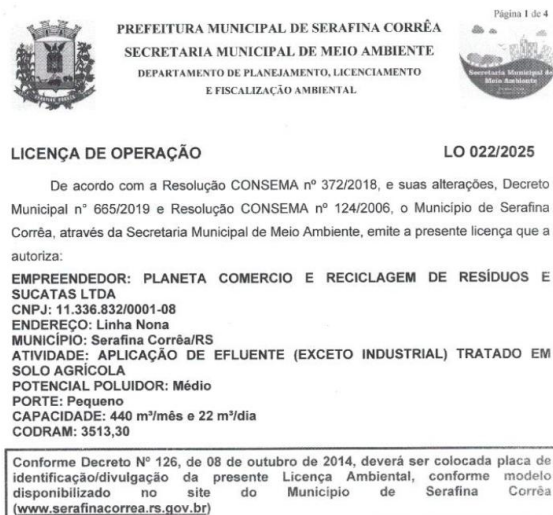 Página 1 de 4
PREFEITURA MUNICIPAL DE SERAFINA CORRÊA
SECRETARIA MUNICIPAL DE MEIO AMBIENTE
DEPARTAMENTO DE PLANEJAMENTO, LICENCIAMENTO
E FISCALIZAÇÃO AMBIENTAL
Secretaria Municipal de
Meio Ambiente
LICENÇA DE OPERAÇÃO LO 022/2025
De acordo com a Resolução CONSEMA nº 372/2018, e suas alterações, Decreto
Municipal n° 665/2019 e Resolução CONSEMA nº 124/2006, o Município de Serafina
Corrêa, através da Secretaria Municipal de Meio Ambiente, emite a presente licença que a
autoriza:
EMPREENDEDOR: PLANETA COMERCIO E RECICLAGEM DE RESÍDUOS E
SUCATAS LTDA
CNPJ: 11.336.832/0001-08
ENDEREÇO: Linha Nona
MUNICÍPIO: Serafina Corrêa/RS
ATIVIDADE: APLICAÇÃO DE EFLUENTE (EXCETO INDUSTRIAL) TRATADO EM
SOLO AGRÍCOLA
POTENCIAL POLUIDOR: Médio
PORTE: Pequeno
CAPACIDADE: 440 m³/mês e 22 m³/dia
CODRAM: 3513,30
Conforme Decreto Nº 126, de 08 de outubro de 2014, deverá ser colocada placa de
identificação/divulgação da presente Licença Ambiental, conforme modelo
disponibilizado no site do Municipio de Serafina Corrêa
(www.serafinacorrea.rs.gov.br)